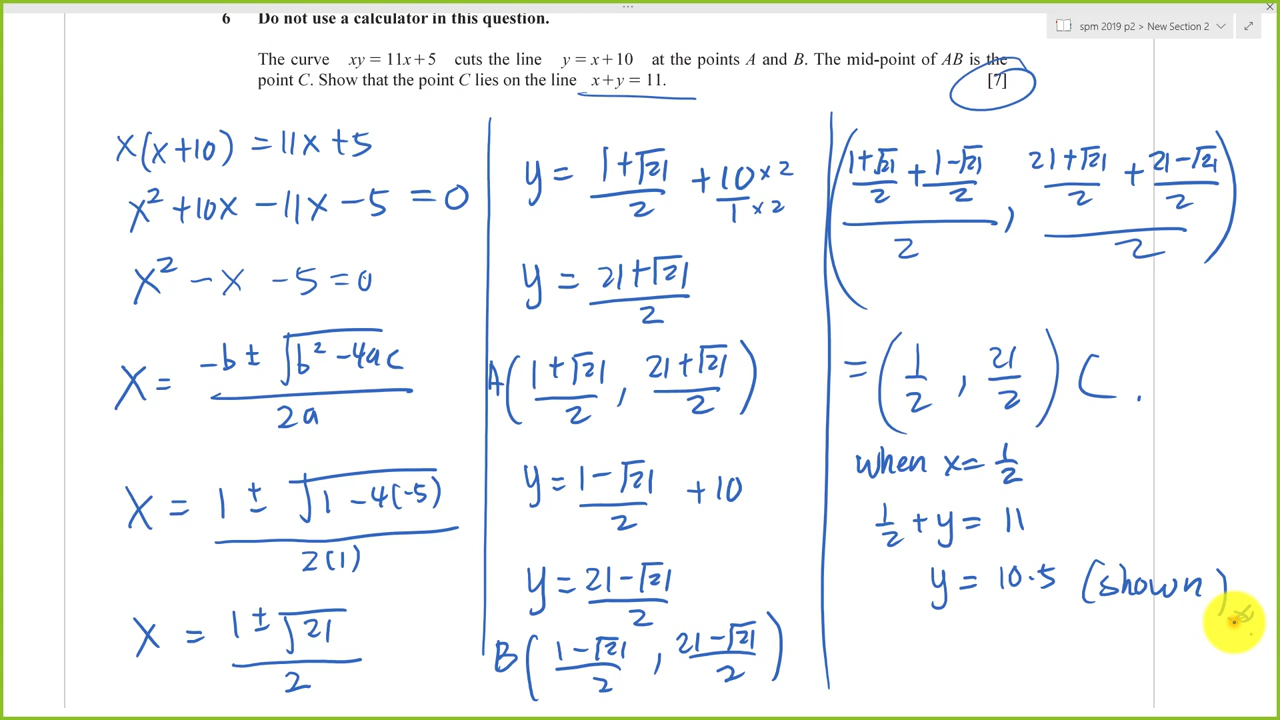 spm 2019 p2 > New Section 2
6 Do not use a calculator in this question.
The curve xy = 11x + 5 cuts the line y = x + 10 at the points A and B. The mid-point of AB is the
point C. Show that the point C lies on the line x + y = 11. [7]
x(x+10) = 11x + 5
x² + 10x - 11x - 5 = 0
x² - x - 5 = 0
x = (-b ± √(b² - 4ac))/2a
x = (1 ± √(1 - 4(-5)))/2(1)
x = (1 ± √21)/2
y = (1+√21)/2 + 10×2/1×2
y = (21+√21)/2
A((1+√21)/2, (21+√21)/2)
y = (1-√21)/2 + 10
y = (21-√21)/2
B((1-√21)/2, (21-√21)/2)
(((1+√21)/2 + (1-√21)/2)/2, ((21+√21)/2 + (21-√21)/2)/2)
= (1/2, 21/2) C.
when x = 1/2
1/2 + y = 11
y = 10.5 (shown)